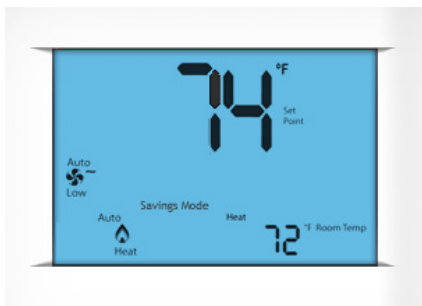 74 °F
Set
Point
Auto
Low
Savings Mode
Auto
Heat
Heat
72 °F Room Temp